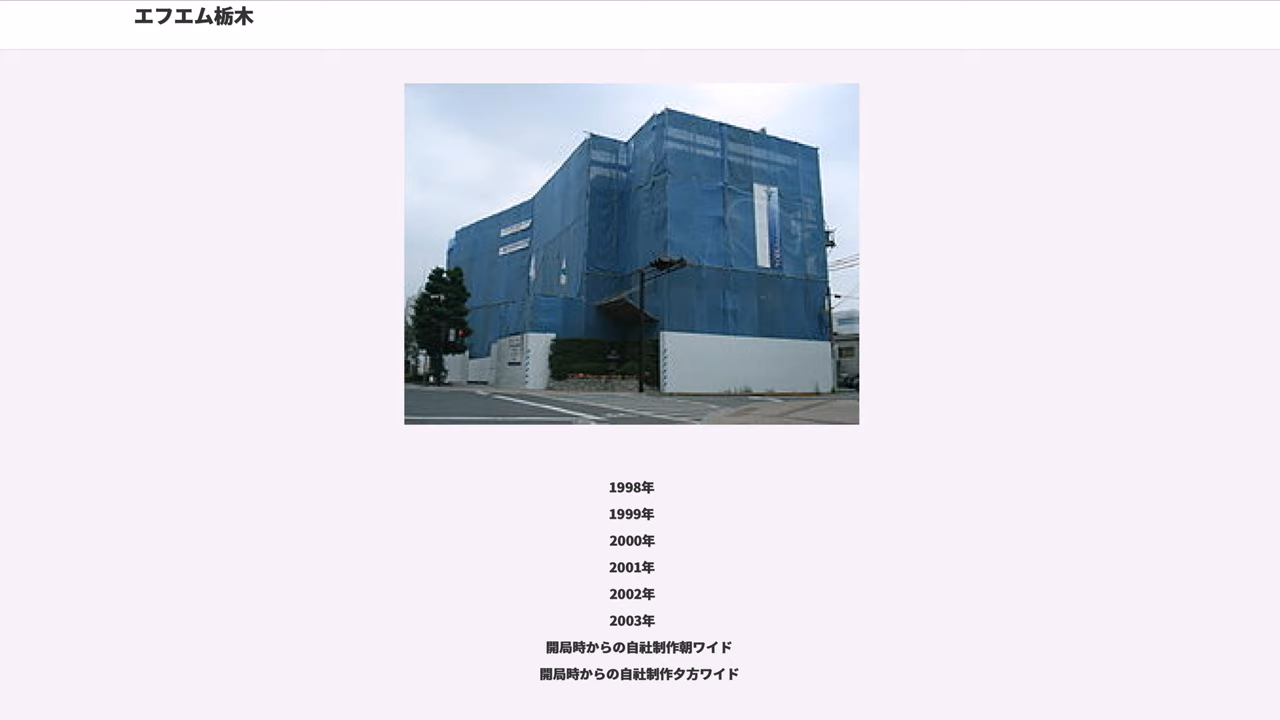 エフエム栃木
1998年
1999年
2000年
2001年
2002年
2003年
開局時からの自社制作朝ワイド
開局時からの自社制作夕方ワイド